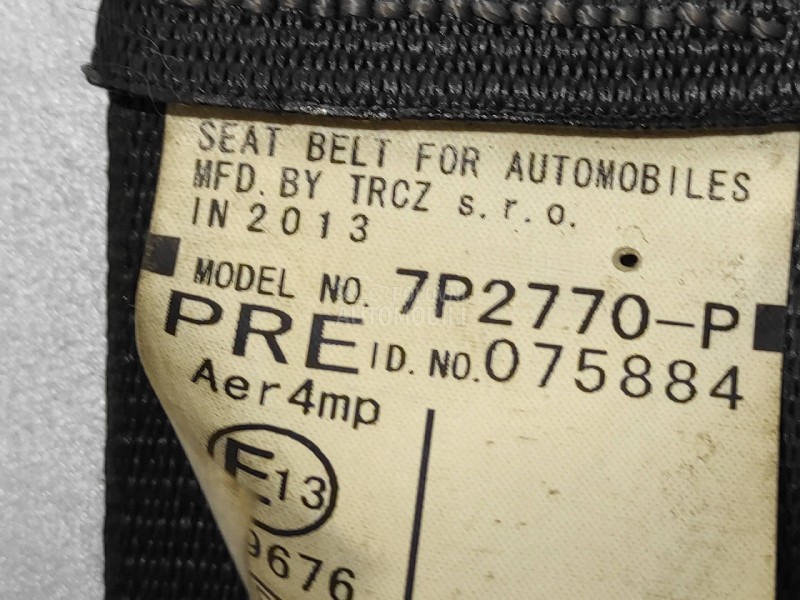 SEAT BELT FOR AUTOMOBILES
MFD. BY TRCZ s.r.o.
IN 2013
MODEL NO. 7P2770-P
PRE ID. NO. 075884
Aer4mp
E13
9676